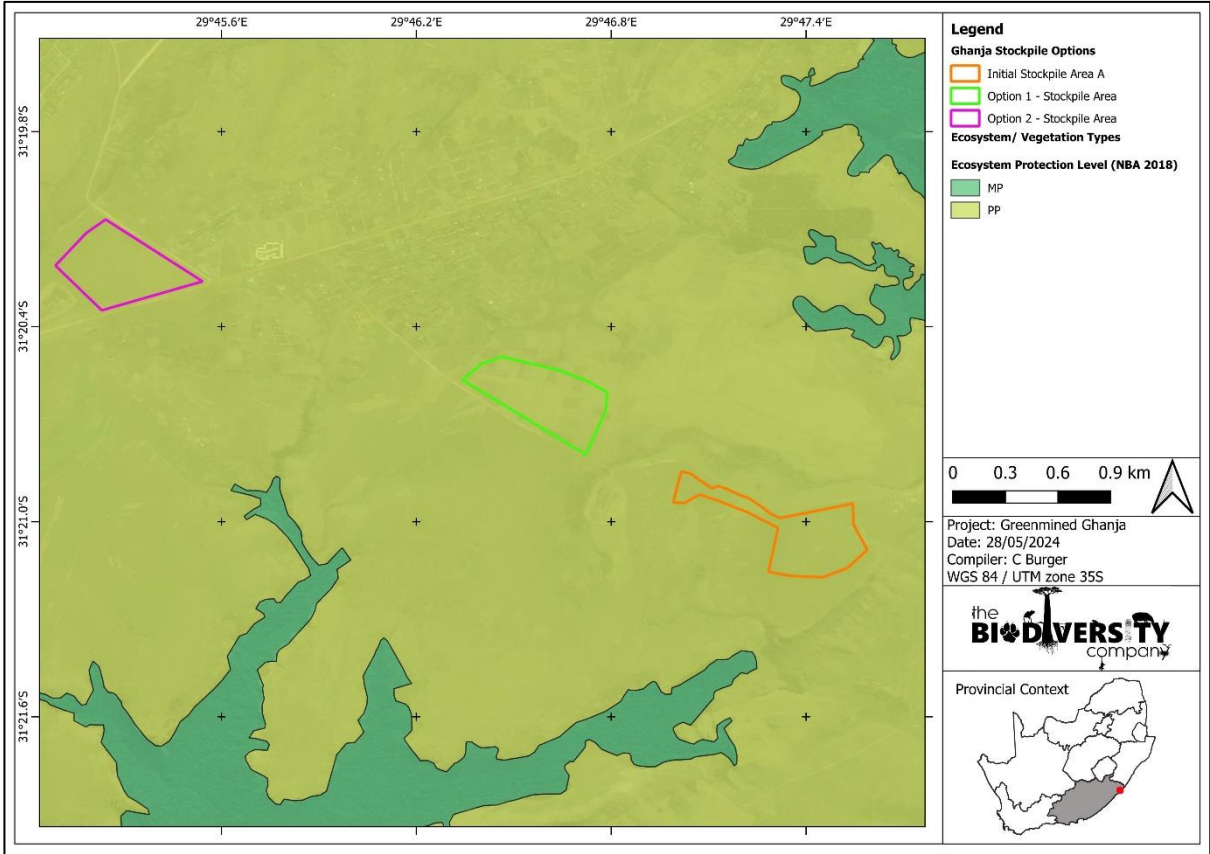 29°45.6'E 29°46.2'E 29°46.8'E 29°47.4'E
31°19.8'S
31°20.4'S
31°21.0'S
31°21.6'S
Legend
Ghanja Stockpile Options
Initial Stockpile Area A
Option 1 - Stockpile Area
Option 2 - Stockpile Area
Ecosystem/ Vegetation Types
Ecosystem Protection Level (NBA 2018)
MP
PP
0 0.3 0.6 0.9 km
Project: Greenmined Ghanja
Date: 28/05/2024
Compiler: C Burger
WGS 84 / UTM zone 35S
the
BIODIVERSITY
company
Provincial Context